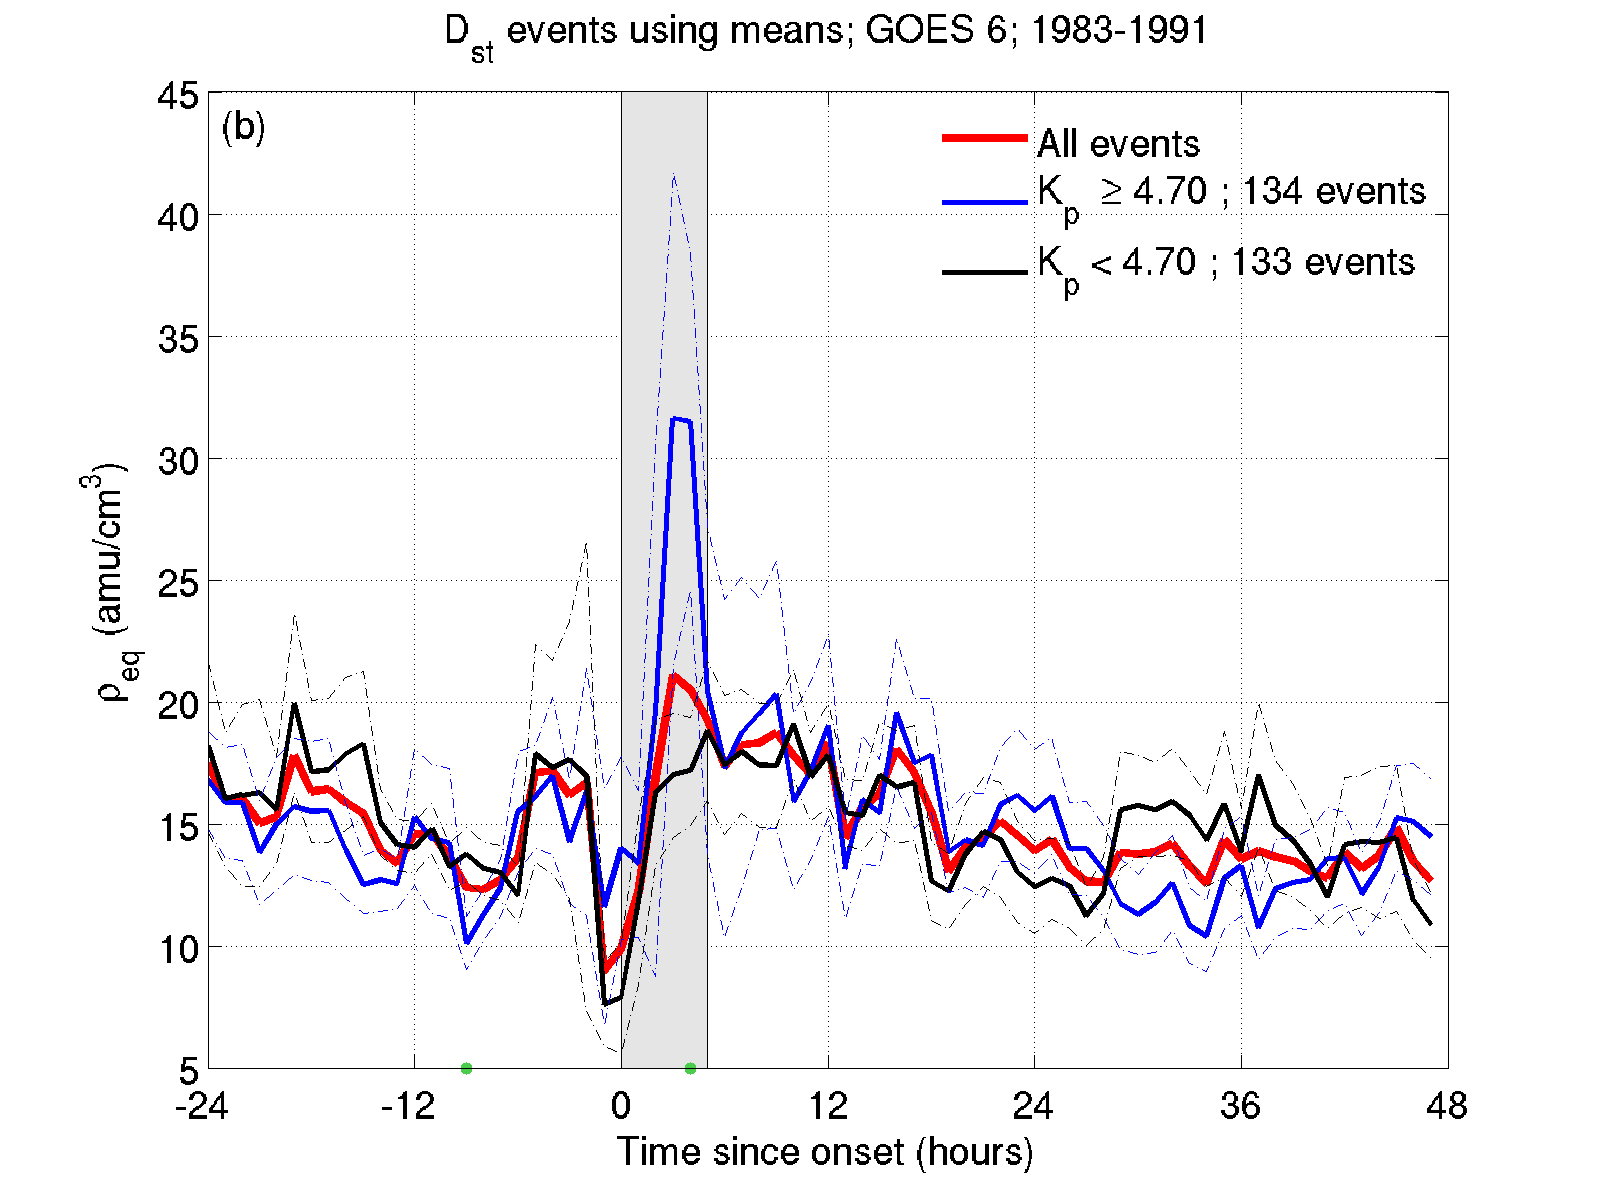 Dst events using means; GOES 6; 1983-1991
(b)
All events
Kp ≥ 4.70 ; 134 events
Kp < 4.70 ; 133 events
45
40
35
30
25
20
15
10
5
ρeq (amu/cm3)
-24 -12 0 12 24 36 48
Time since onset (hours)